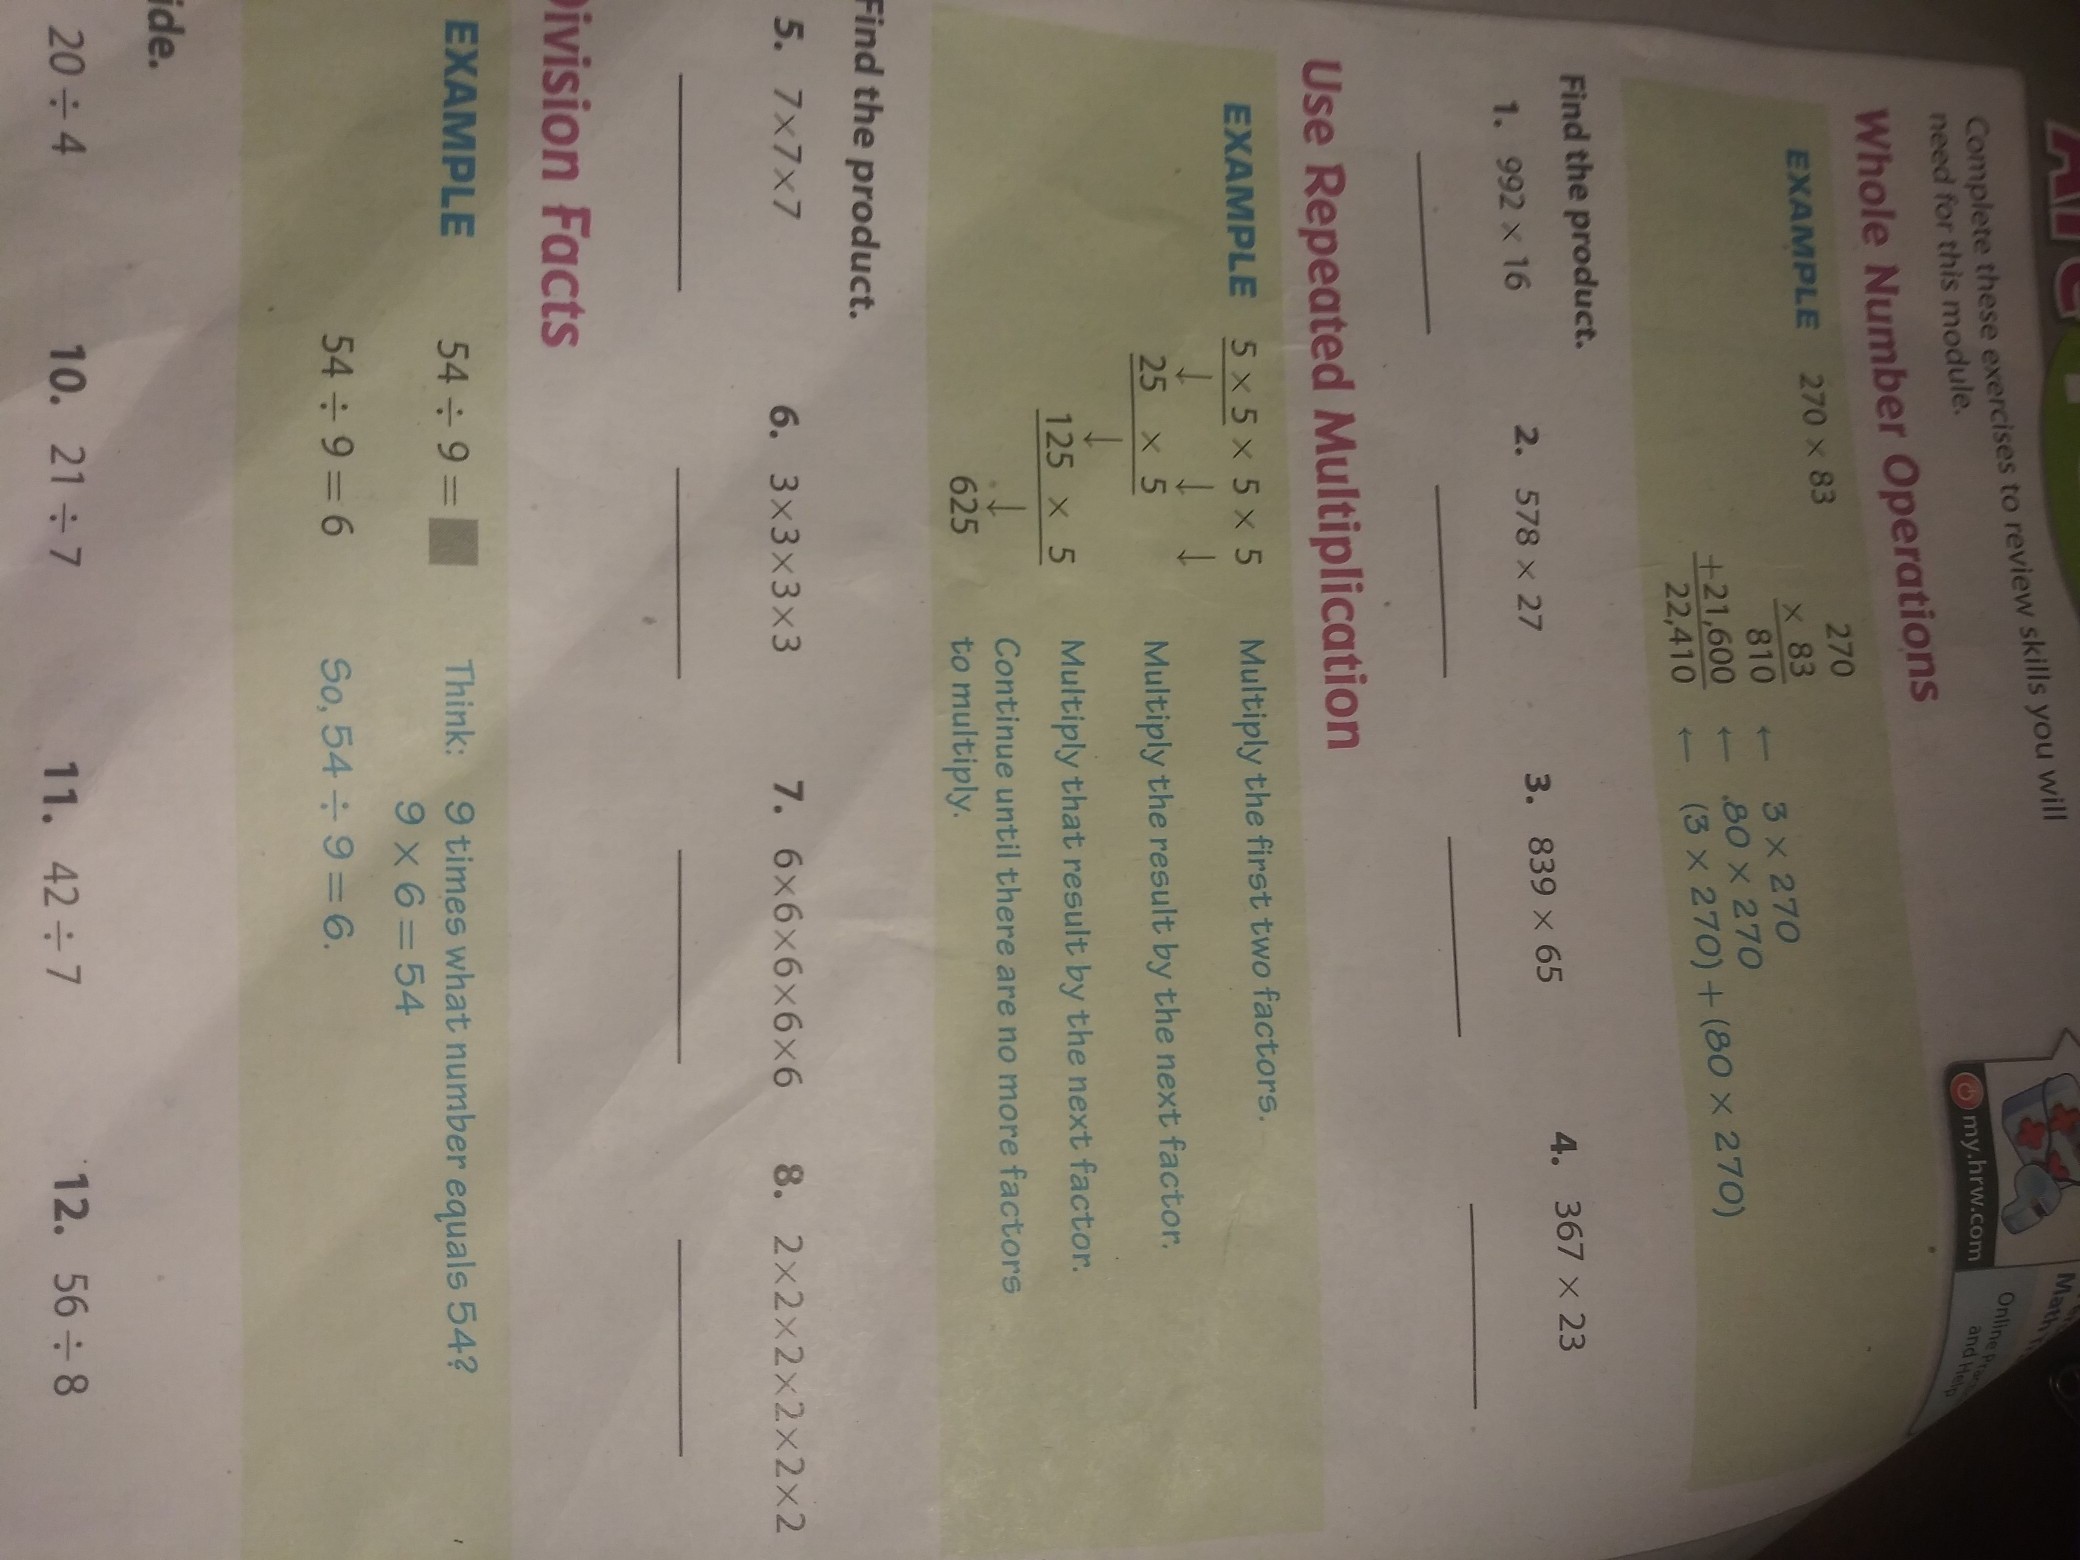 Complete these exercises to review skills you will
need for this module.
my.hrw.com
Online
and Help
Whole Number Operations
EXAMPLE 270 × 83
270
× 83
810 ← 3 × 270
+21,600 ← 80 × 270
22,410 ← (3 × 270) + (80 × 270)
Find the product.
1. 992 × 16 2. 578 × 27 3. 839 × 65 4. 367 × 23
Use Repeated Multiplication
EXAMPLE 5 × 5 × 5 × 5 Multiply the first two factors.
↓ ↓ ↓
25 × 5 Multiply the result by the next factor.
↓
125 × 5 Multiply that result by the next factor.
↓ Continue until there are no more factors
625 to multiply.
Find the product.
5. 7×7×7 6. 3×3×3×3 7. 6×6×6×6×6 8. 2×2×2×2×2×2
Division Facts
EXAMPLE 54 ÷ 9 = Think: 9 times what number equals 54?
9 × 6 = 54
54 ÷ 9 = 6 So, 54 ÷ 9 = 6.
ide.
20 ÷ 4 10. 21 ÷ 7 11. 42 ÷ 7 12. 56 ÷ 8